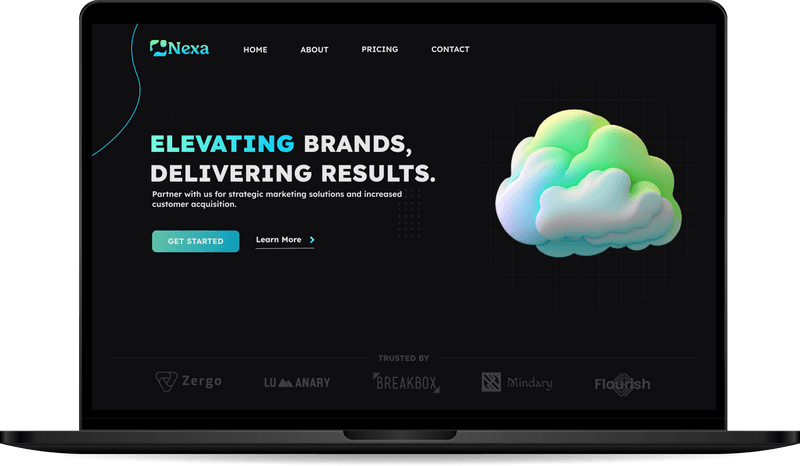 Nexa
HOME ABOUT PRICING CONTACT
ELEVATING BRANDS,
DELIVERING RESULTS.
Partner with us for strategic marketing solutions and increased
customer acquisition.
GET STARTED
Learn More
TRUSTED BY
Zergo
LUMANARY
BREAKBOX
Mindary
Flourish